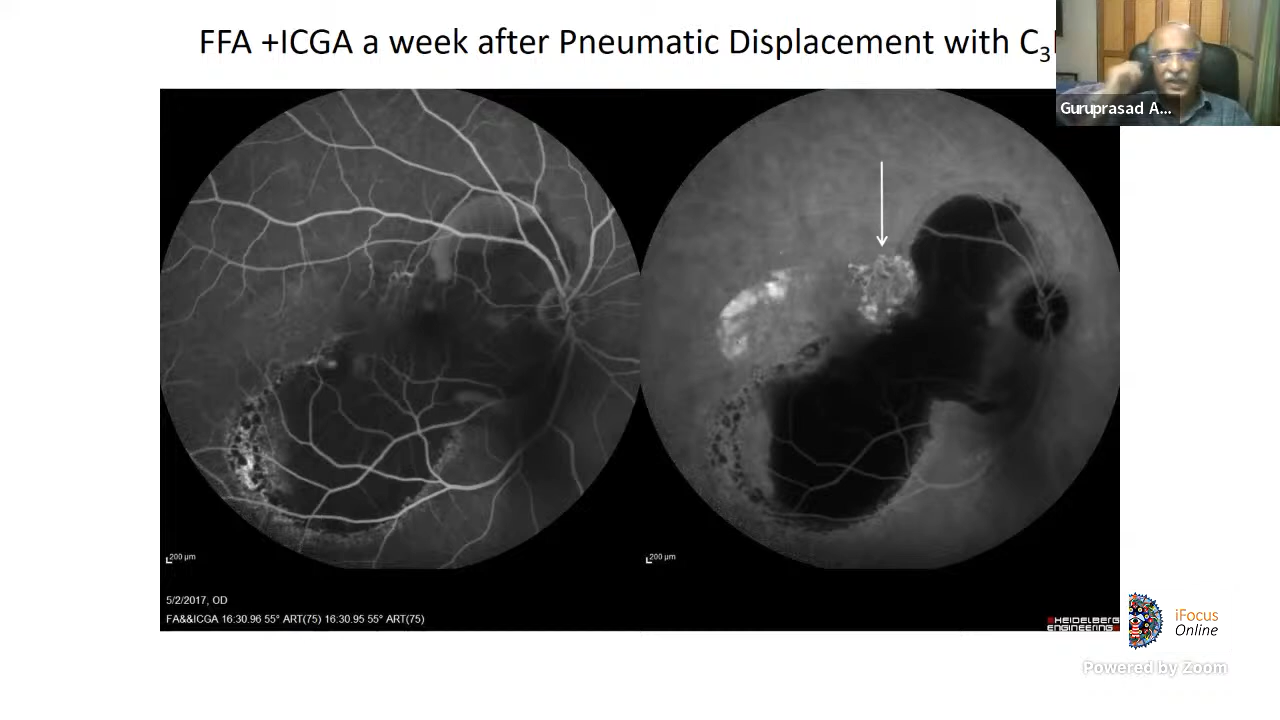 FFA +ICGA a week after Pneumatic Displacement with C3
Guruprasad A...
200 µm
200 µm
5/2/2017, OD
FA&&ICGA 16:30.96 55° ART(75) 16:30.95 55° ART(75)
HEIDELBERG
ENGINEERING
iFocus
Online
Powered by Zoom